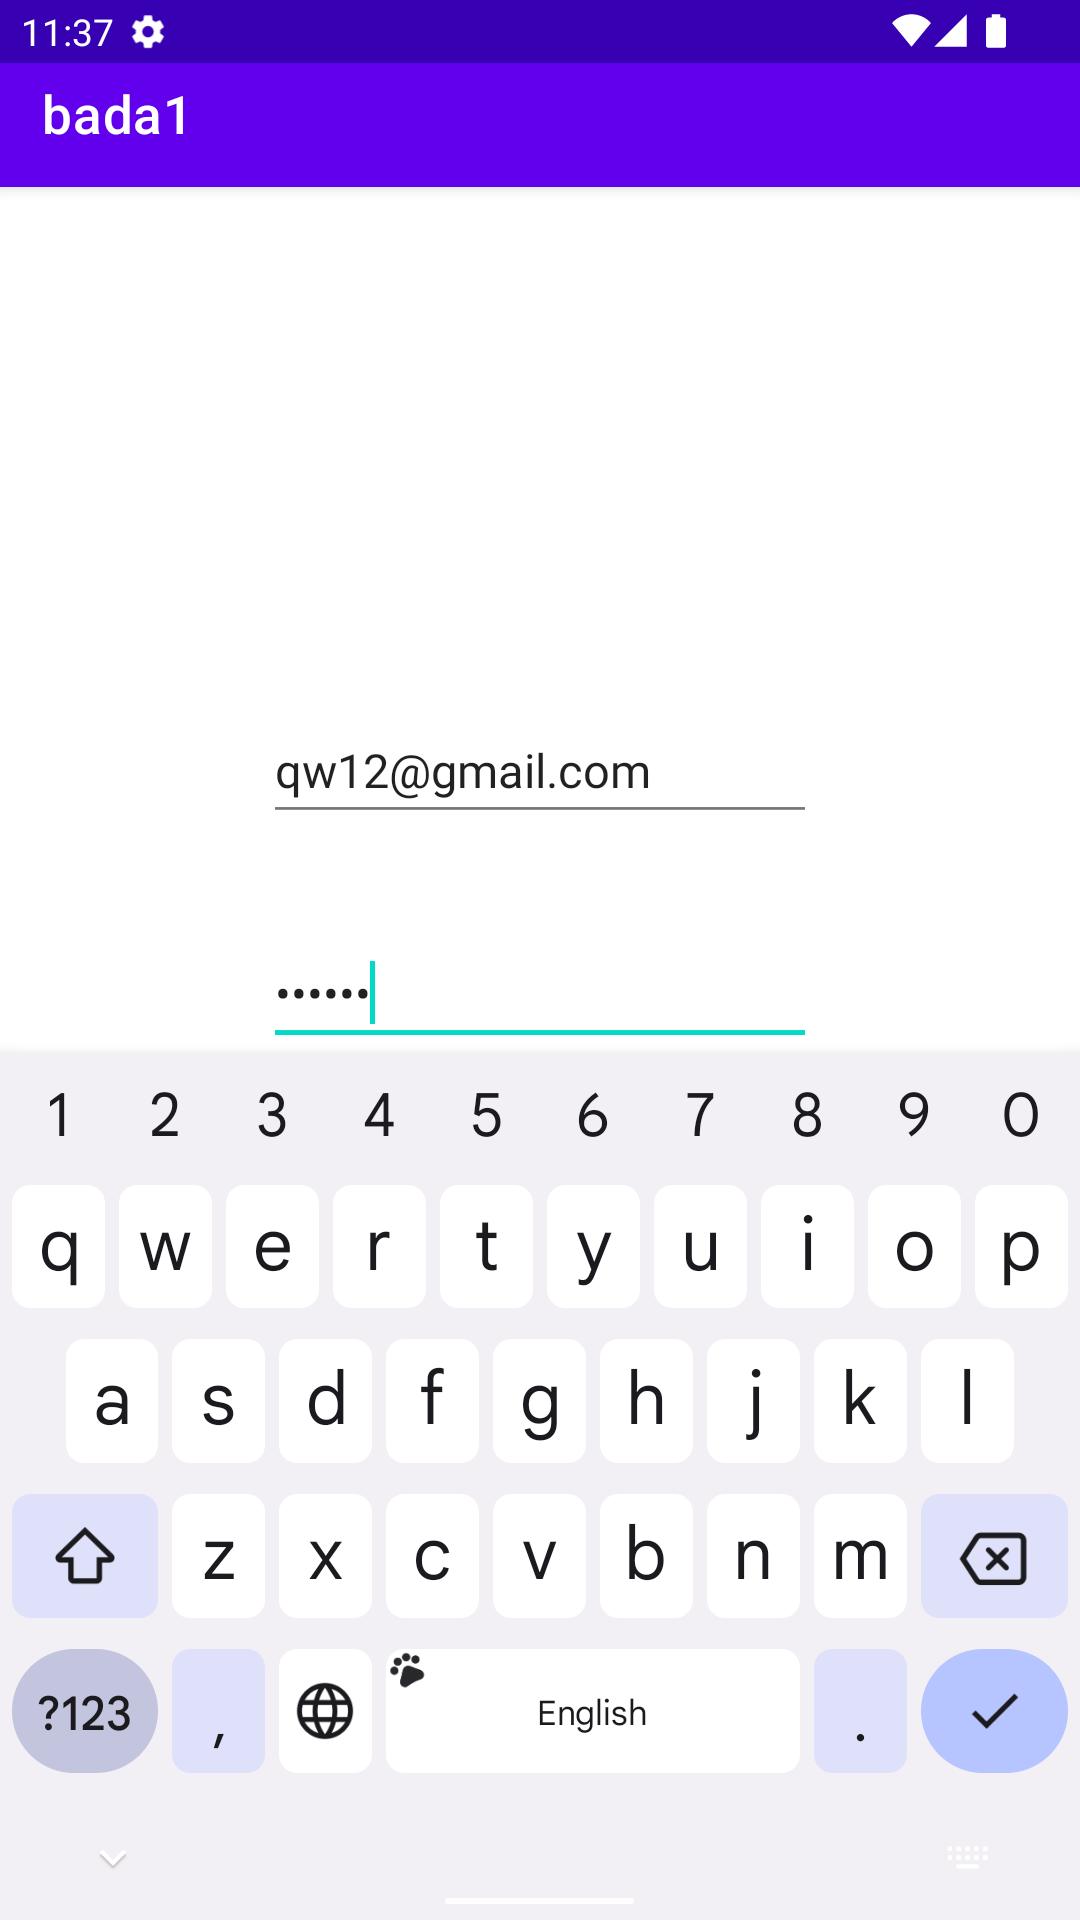 11:37
bada1
qw12@gmail.com
••••••
1 2 3 4 5 6 7 8 9 0
q w e r t y u i o p
a s d f g h j k l
z x c v b n m
?123 , English .